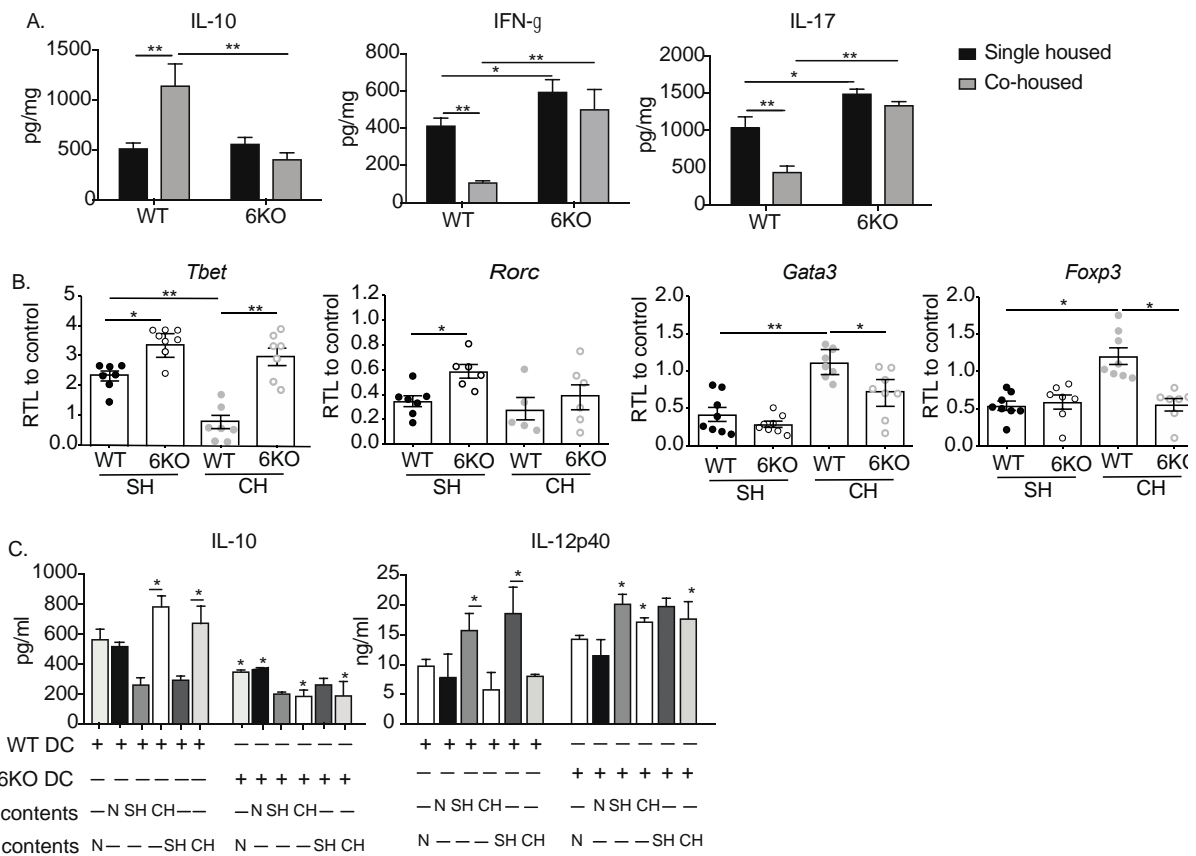 A.
IL-10
IFN-g
IL-17
Single housed
Co-housed
pg/mg
1500
1000
500
0
**
**
WT
6KO
pg/mg
800
600
400
200
0
**
*
**
WT
6KO
pg/mg
2000
1500
1000
500
0
**
*
**
WT
6KO
B.
Tbet
Rorc
Gata3
Foxp3
RTL to control
5
4
3
2
1
0.0
**
*
**
WT 6KO WT 6KO
SH CH
RTL to control
1.2
1.0
0.8
0.6
0.4
0.2
0.0
*
WT 6KO WT 6KO
SH CH
RTL to control
2.0
1.5
1.0
0.5
0.0
**
*
WT 6KO WT 6KO
SH CH
RTL to control
2.0
1.5
1.0
0.5
0.0
*
*
WT 6KO WT 6KO
SH CH
C.
IL-10
IL-12p40
pg/ml
1000
800
600
400
200
0
* * * * * *
ng/ml
25
20
15
10
5
0
* * * * *
WT DC + + + + + + — — — — — — + + + + + + — — — — — —
6KO DC — — — — — — + + + + + + — — — — — — + + + + + +
contents — N SH CH — — — N SH CH — — — N SH CH — — — N SH CH — —
contents N — — — SH CH N — — — SH CH N — — — SH CH N — — — SH CH